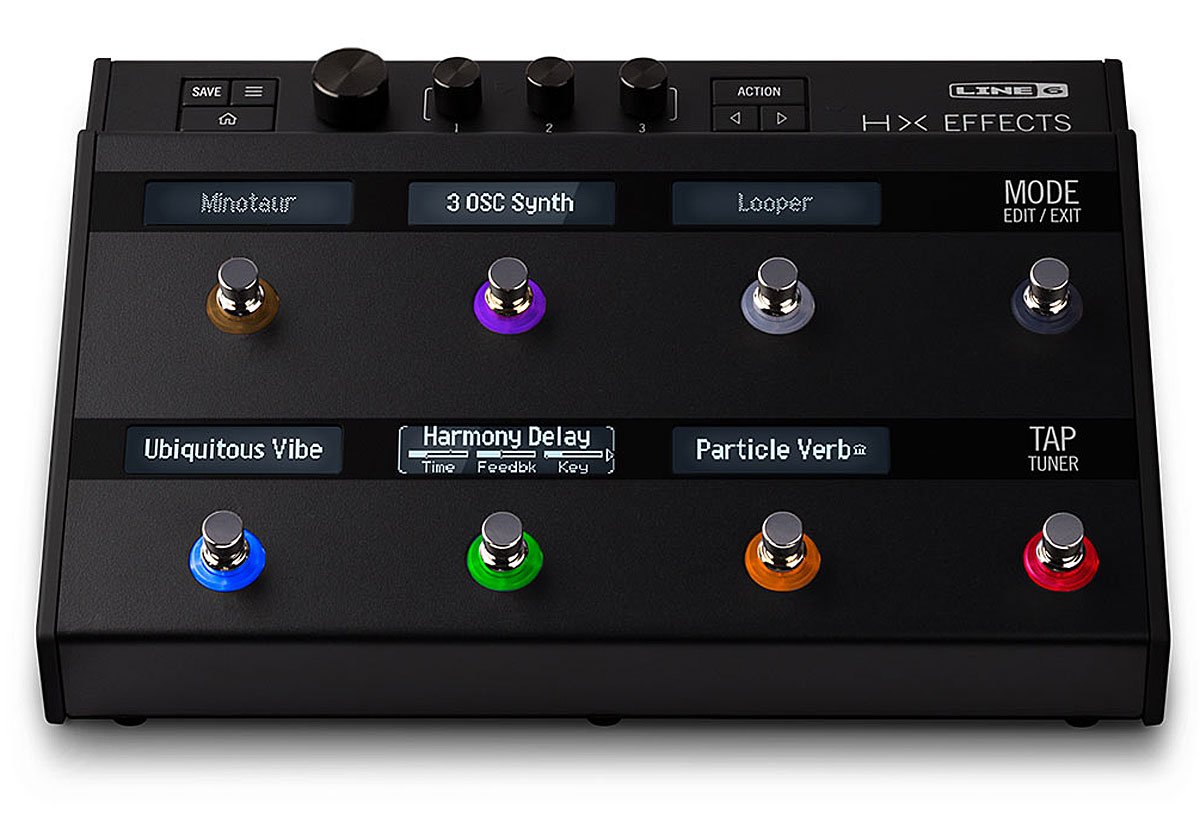 SAVE
ACTION
1
2
3
LINE 6
HX EFFECTS
Minotaur
3 OSC Synth
Looper
MODE
EDIT / EXIT
Ubiquitous Vibe
Harmony Delay
Time Feedbk Key
Particle Verb
TAP
TUNER